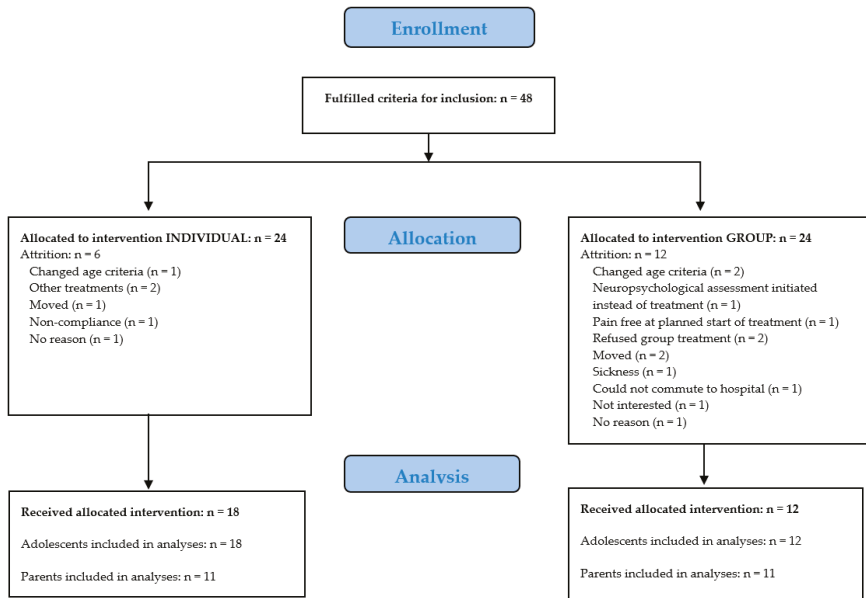 Enrollment
Fulfilled criteria for inclusion: n = 48
Allocated to intervention INDIVIDUAL: n = 24
Attrition: n = 6
Changed age criteria (n = 1)
Other treatments (n = 2)
Moved (n = 1)
Non-compliance (n = 1)
No reason (n = 1)
Allocation
Allocated to intervention GROUP: n = 24
Attrition: n = 12
Changed age criteria (n = 2)
Neuropsychological assessment initiated
instead of treatment (n = 1)
Pain free at planned start of treatment (n = 1)
Refused group treatment (n = 2)
Moved (n = 2)
Sickness (n = 1)
Could not commute to hospital (n = 1)
Not interested (n = 1)
No reason (n = 1)
Analysis
Received allocated intervention: n = 18
Adolescents included in analyses: n = 18
Parents included in analyses: n = 11
Received allocated intervention: n = 12
Adolescents included in analyses: n = 12
Parents included in analyses: n = 11